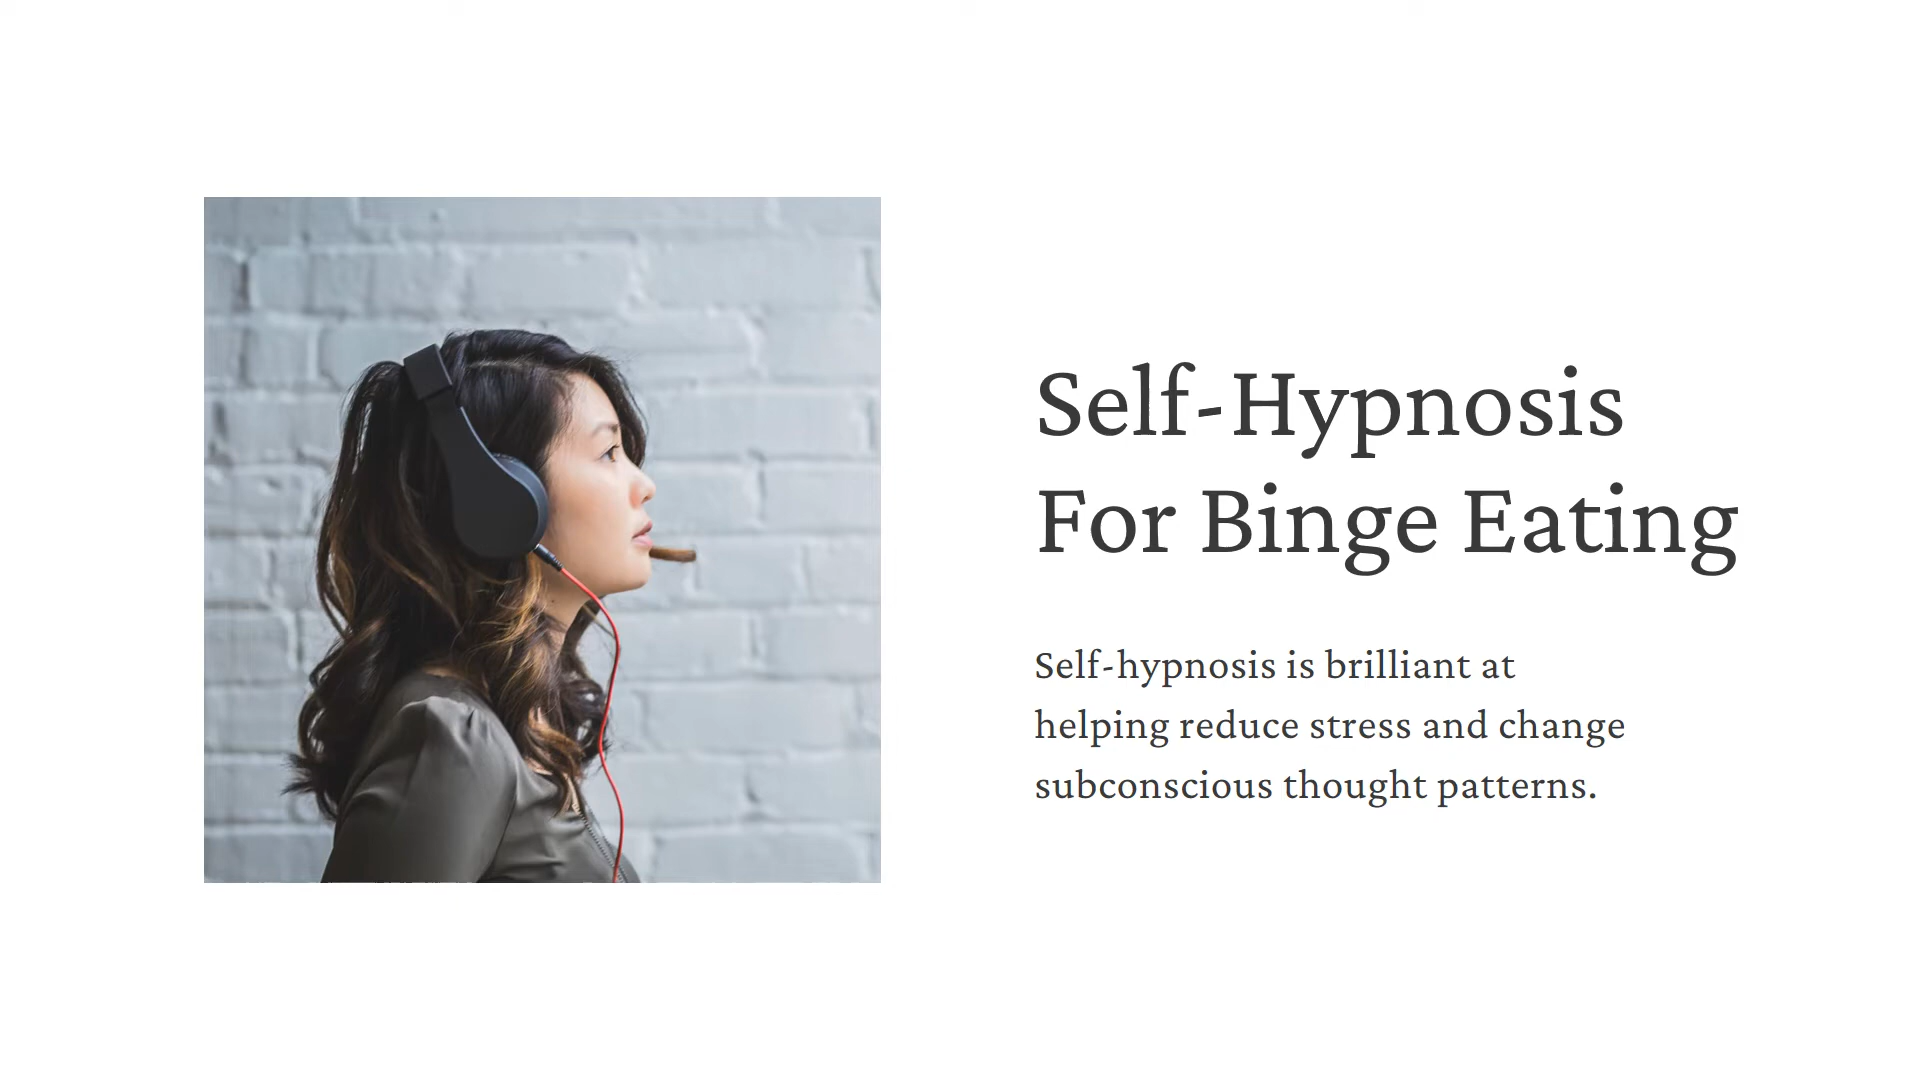 Self-Hypnosis
For Binge Eating
Self-hypnosis is brilliant at
helping reduce stress and change
subconscious thought patterns.